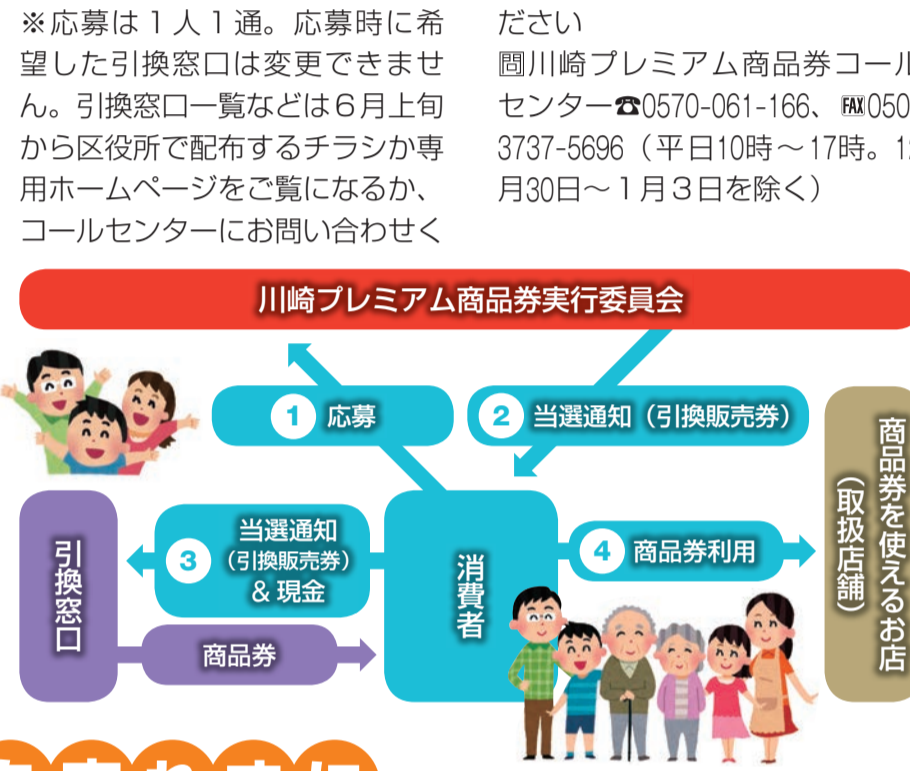 ※応募は１人１通。応募時に希
望した引換窓口は変更できませ
ん。引換窓口一覧などは６月上旬
から区役所で配布するチラシか専
用ホームページをご覧になるか、
コールセンターにお問い合わせく
ださい
問川崎プレミアム商品券コール
センター☎0570-061-166、FAX050
3737-5696（平日10時～17時。1
月30日～１月３日を除く）
川崎プレミアム商品券実行委員会
1 応募
2 当選通知（引換販売券）
3 当選通知
（引換販売券）
& 現金
引換窓口
商品券
消費者
4 商品券利用
商品券を使えるお店
（取扱店舗）